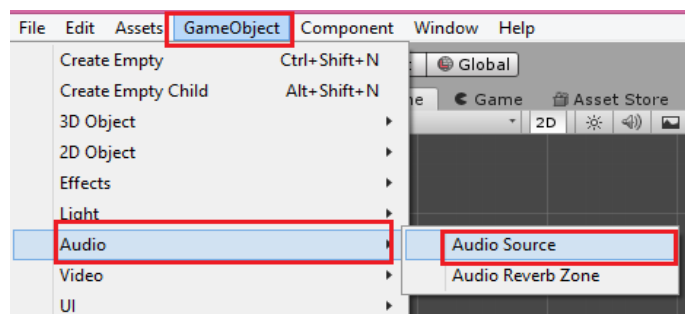 File Edit Assets GameObject Component Window Help
Create Empty Ctrl+Shift+N
Global
Create Empty Child Alt+Shift+N
Game Asset Store
3D Object
2D
2D Object
Effects
Light
Audio
Audio Source
Video
Audio Reverb Zone
UI